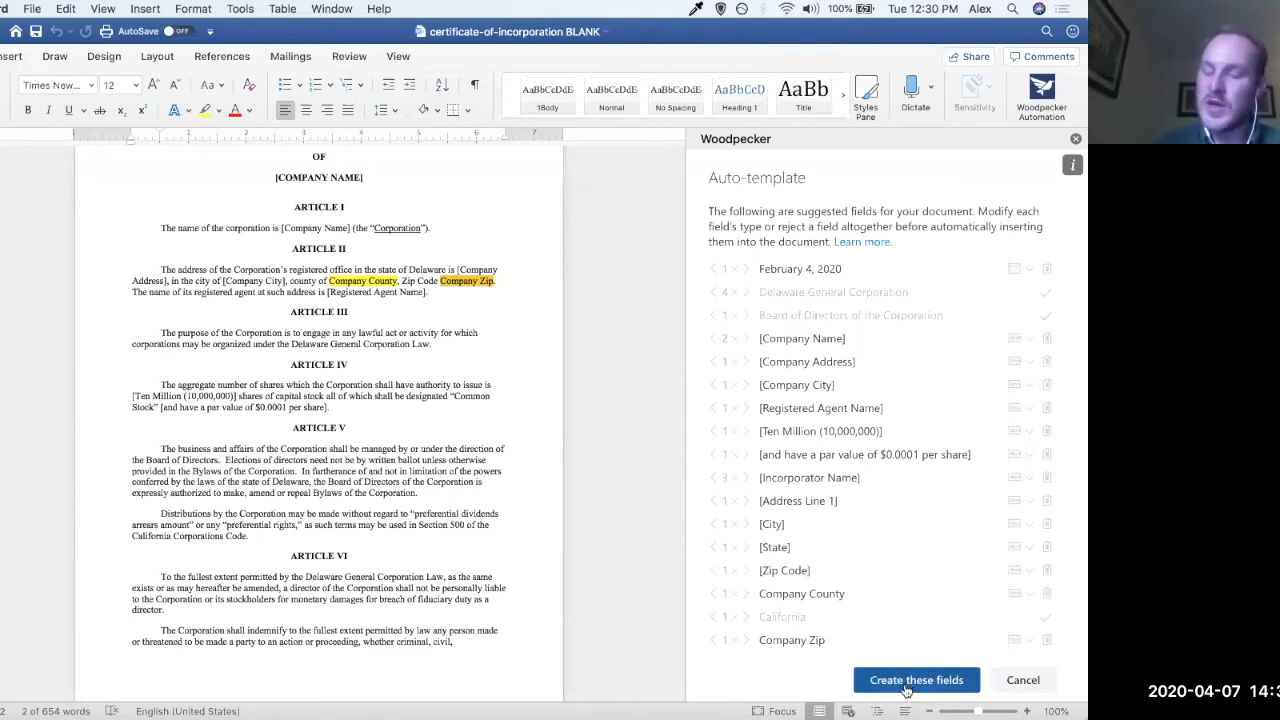 File Edit View Insert Format Tools Table Window Help 100% Tue 12:30 PM Alex
AutoSave OFF certificate-of-incorporation BLANK
Draw Design Layout References Mailings Review View Share Comments
Times New... 12 Aa
AaBbCcDdE AaBbCcDdE AaBbCcDdE AaBbCcD AaBb
1Body Normal No Spacing Heading 1 Title
Styles Pane Dictate Sensitivity Woodpecker Automation
1 2 3 4 5 6 7
OF
[COMPANY NAME]
ARTICLE I
The name of the corporation is [Company Name] (the “Corporation”).
ARTICLE II
The address of the Corporation’s registered office in the state of Delaware is [Company
Address], in the city of [Company City], county of Company County, Zip Code Company Zip.
The name of its registered agent at such address is [Registered Agent Name].
ARTICLE III
The purpose of the Corporation is to engage in any lawful act or activity for which
corporations may be organized under the Delaware General Corporation Law.
ARTICLE IV
The aggregate number of shares which the Corporation shall have authority to issue is
[Ten Million (10,000,000)] shares of capital stock all of which shall be designated “Common
Stock” [and have a par value of $0.0001 per share].
ARTICLE V
The business and affairs of the Corporation shall be managed by or under the direction of
the Board of Directors. Elections of directors need not be by written ballot unless otherwise
provided in the Bylaws of the Corporation. In furtherance of and not in limitation of the powers
conferred by the laws of the state of Delaware, the Board of Directors of the Corporation is
expressly authorized to make, amend or repeal Bylaws of the Corporation.
Distributions by the Corporation may be made without regard to “preferential dividends
arrears amount” or any “preferential rights,” as such terms may be used in Section 500 of the
California Corporations Code.
ARTICLE VI
To the fullest extent permitted by the Delaware General Corporation Law, as the same
exists or as may hereafter be amended, a director of the Corporation shall not be personally liable
to the Corporation or its stockholders for monetary damages for breach of fiduciary duty as a
director.
The Corporation shall indemnify to the fullest extent permitted by law any person made
or threatened to be made a party to an action or proceeding, whether criminal, civil,
Woodpecker
Auto-template
The following are suggested fields for your document. Modify each
field’s type or reject a field altogether before automatically inserting
them into the document. Learn more.
1 × February 4, 2020
4 × Delaware General Corporation
1 × Board of Directors of the Corporation
2 × [Company Name]
1 × [Company Address]
1 × [Company City]
1 × [Registered Agent Name]
1 × [Ten Million (10,000,000)]
1 × [and have a par value of $0.0001 per share]
3 × [Incorporator Name]
1 × [Address Line 1]
1 × [City]
1 × [State]
1 × [Zip Code]
1 × Company County
1 × California
1 × Company Zip
Create these fields Cancel
2 of 654 words English (United States) Focus 100%
2020-04-07 14:3